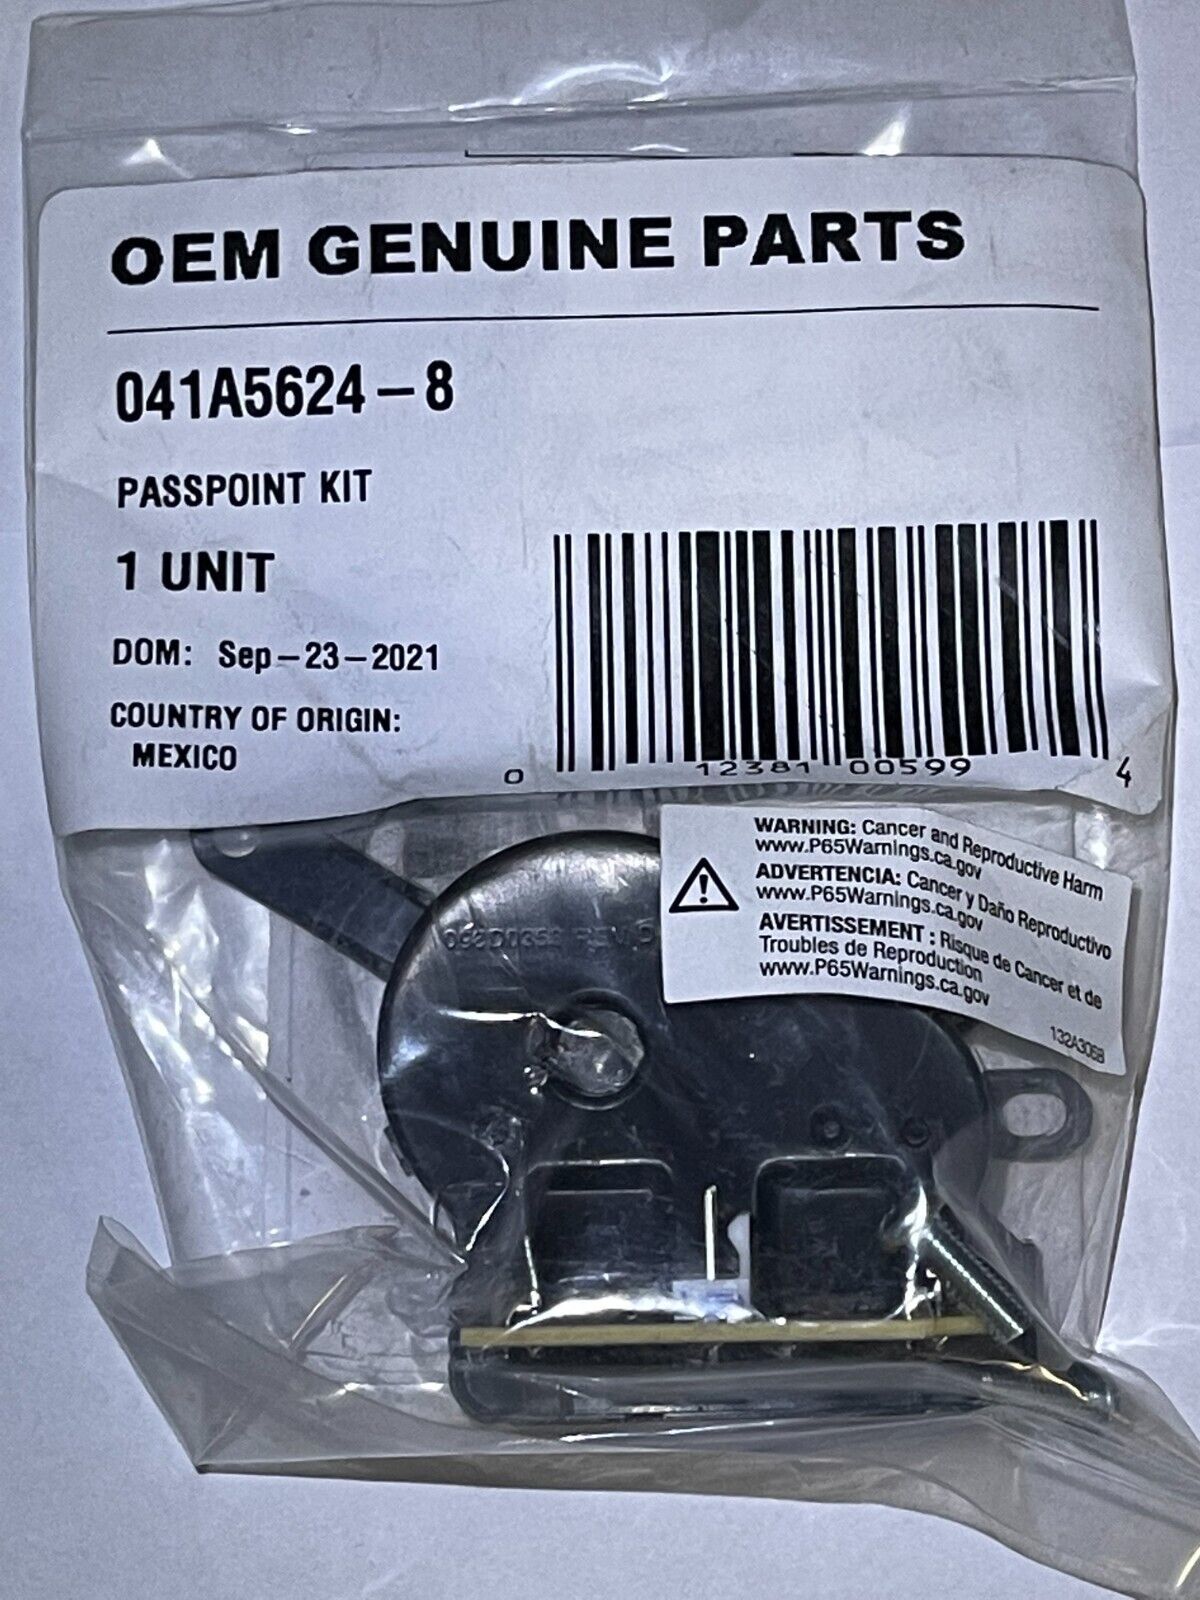 OEM GENUINE PARTS
041A5624-8
PASSPOINT KIT
1 UNIT
DOM: Sep-23-2021
COUNTRY OF ORIGIN:
MEXICO
0 12381 00599 4
WARNING: Cancer and Reproductive Harm
www.P65Warnings.ca.gov
ADVERTENCIA: Cancer y Daño Reproductivo
www.P65Warnings.ca.gov
AVERTISSEMENT : Risque de Cancer et de
Troubles de Reproduction
www.P65Warnings.ca.gov
132A3068